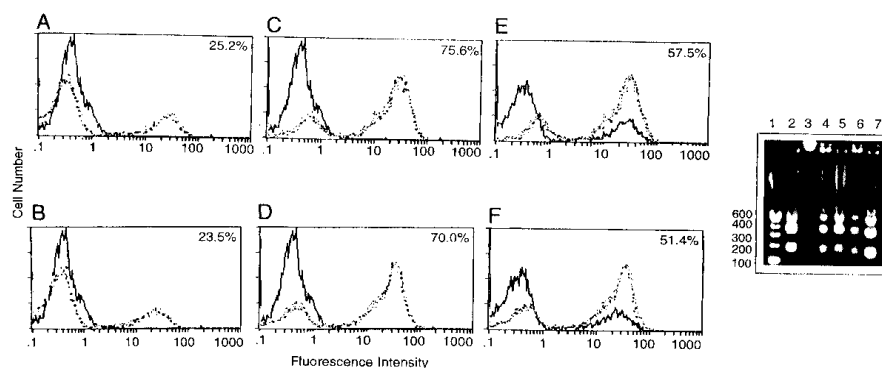 A
25.2%
C
75.6%
E
57.5%
.1 1 10 100 1000
.1 1 10 100 1000
.1 1 10 100 1000
Cell Number
B
23.5%
D
70.0%
F
51.4%
.1 1 10 100 1000
.1 1 10 100 1000
.1 1 10 100 1000
Fluorescence Intensity
1 2 3 4 5 6 7
600
400
300
200
100